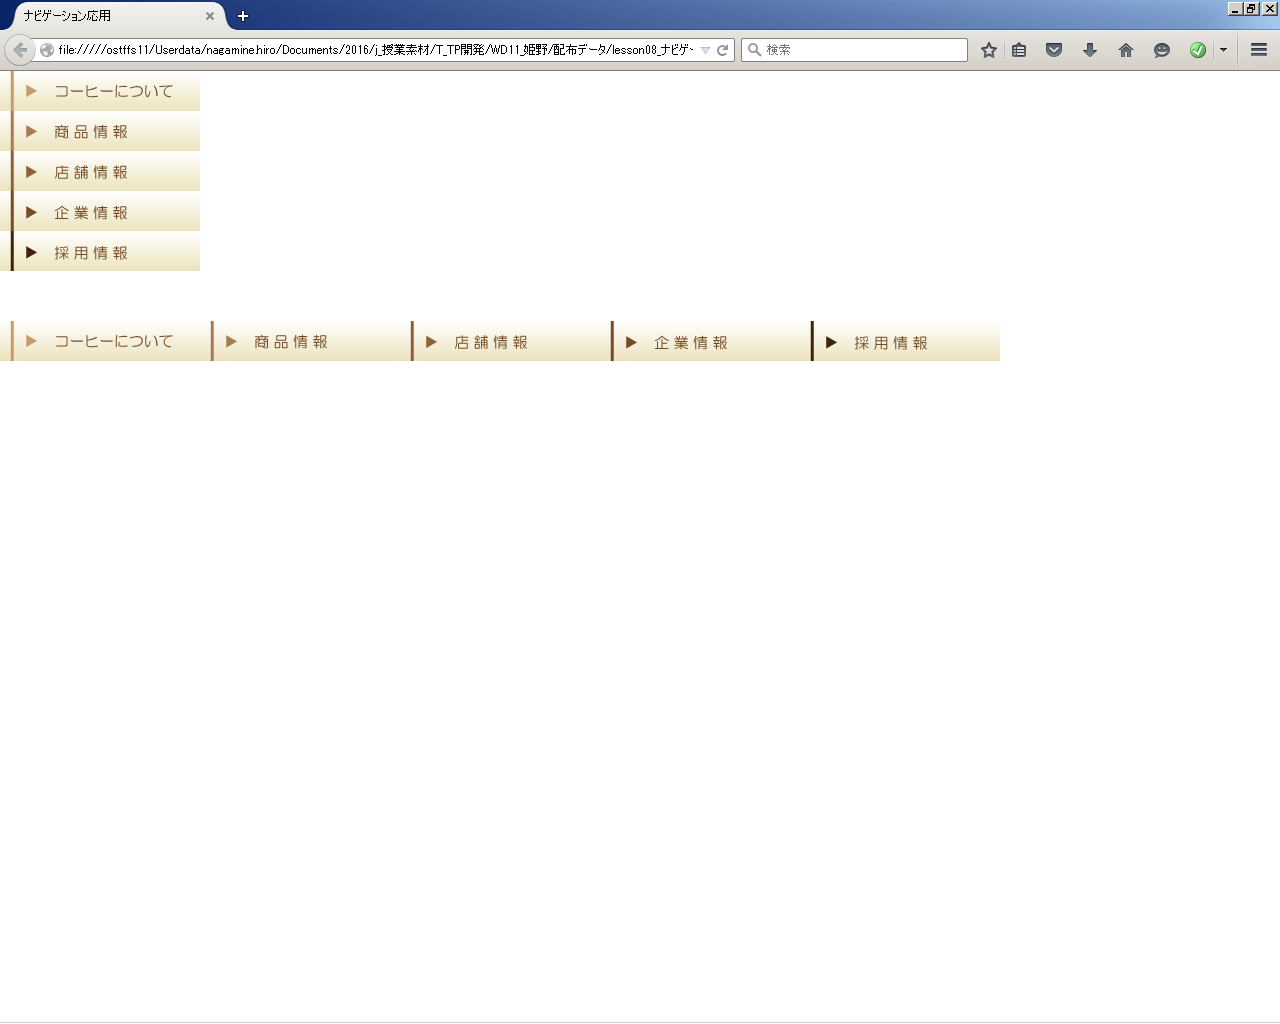 ナビゲーション応用
file://///ostffs11/Userdata/nagamine.hiro/Documents/2016/j_授業素材/T_TP開発/WD11_姫野/配布データ/lesson08_ナビゲー
検索
コーヒーについて
商品情報
店舗情報
企業情報
採用情報
コーヒーについて 商品情報 店舗情報 企業情報 採用情報